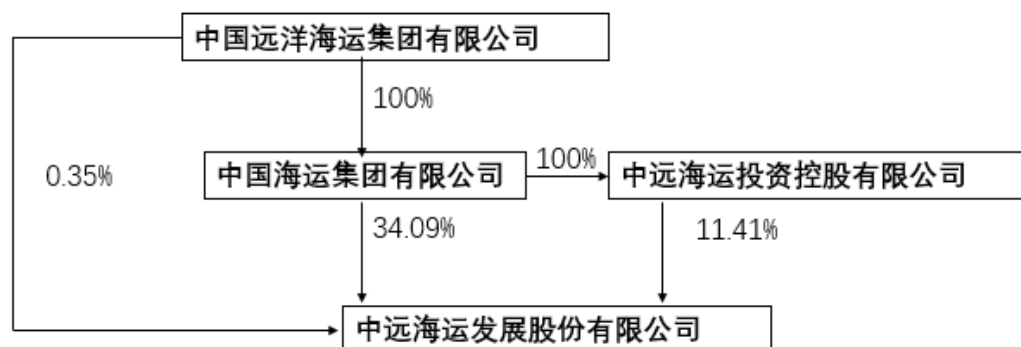 中国远洋海运集团有限公司
100%
0.35%
中国海运集团有限公司
100%
中远海运投资控股有限公司
34.09%
11.41%
中远海运发展股份有限公司